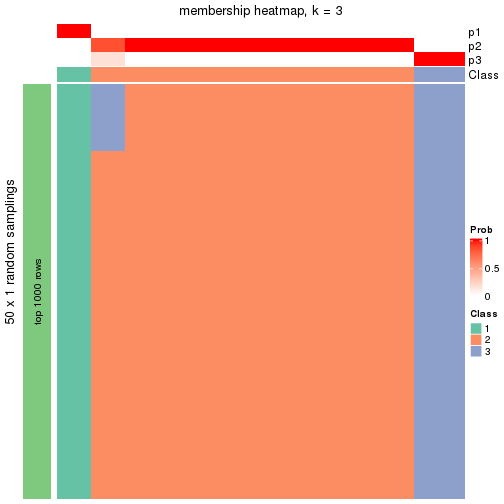 membership heatmap, k = 3
p1
p2
p3
Class
50 x 1 random samplings
top 1000 rows
Prob
1
0.5
0
Class
1
2
3